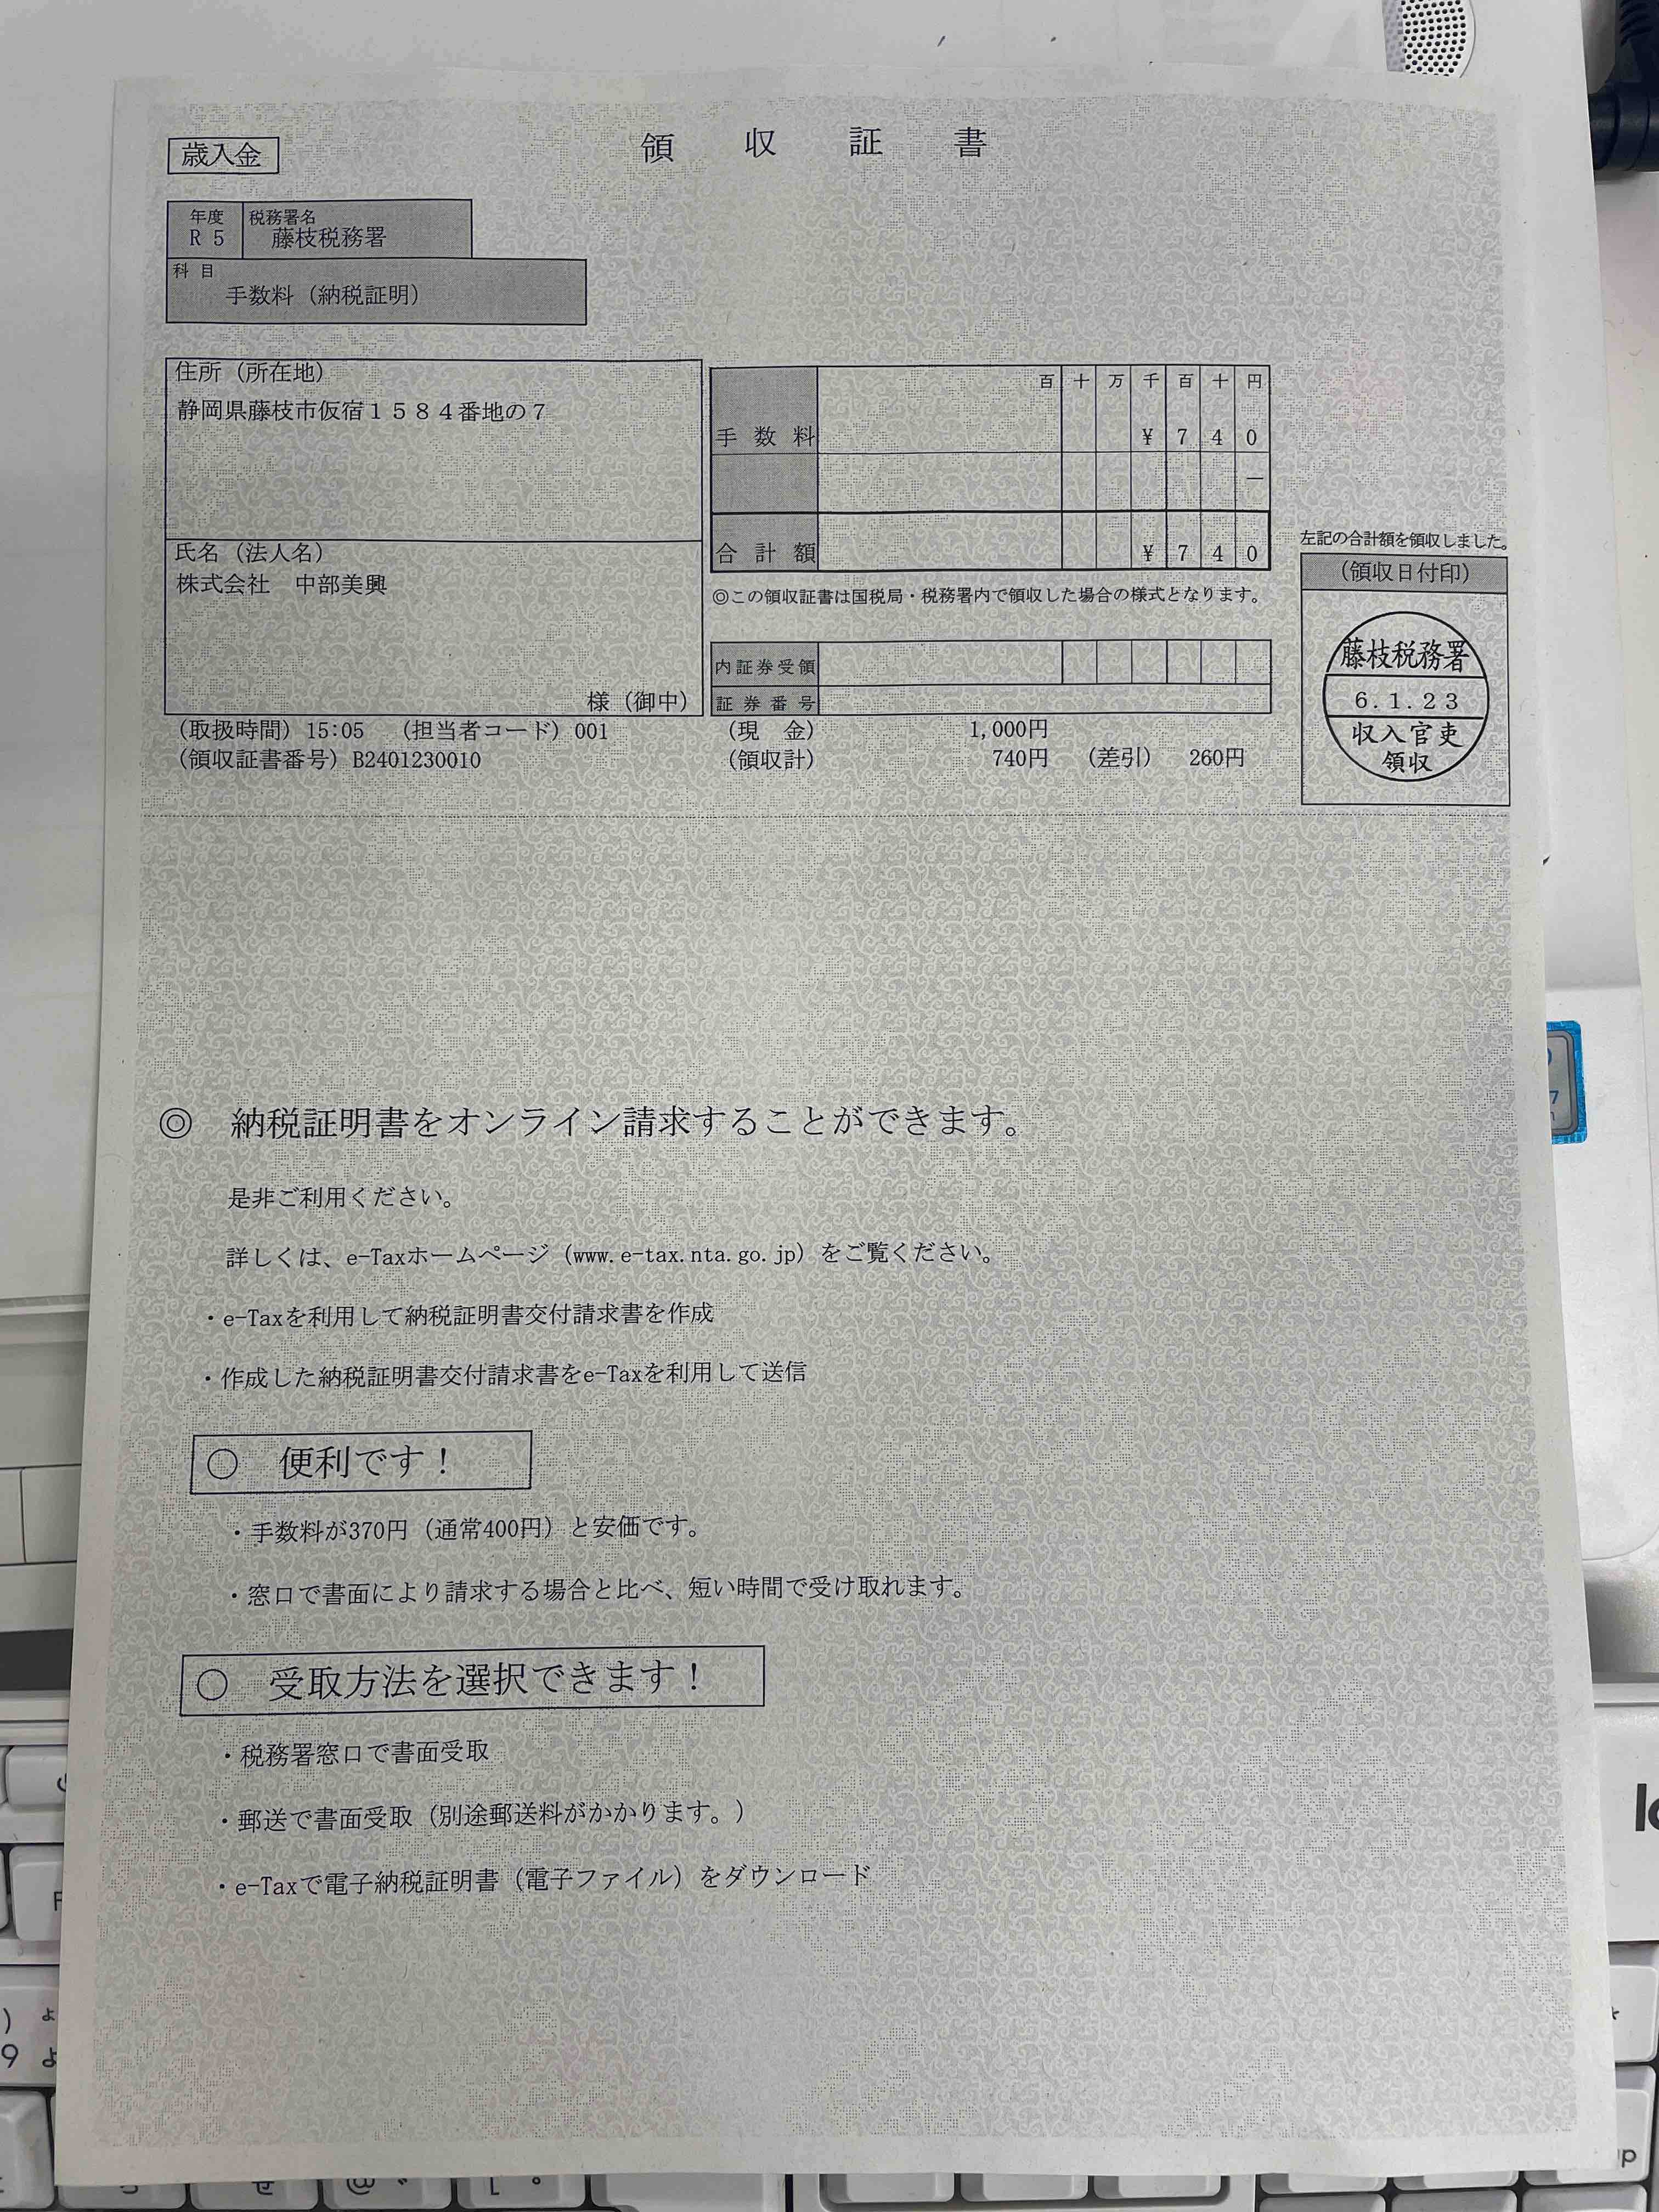 歳入金
領収証書
年度
R 5
税務署名
藤枝税務署
科目
手数料（納税証明）
住所（所在地）
静岡県藤枝市仮宿１５８４番地の７
氏名（法人名）
株式会社　中部美興
様（御中）
百 十 万 千 百 十 円
手数料 ¥ 7 4 0
—
合計額 ¥ 7 4 0
◎この領収証書は国税局・税務署内で領収した場合の様式となります。
内証券受領
証券番号
左記の合計額を領収しました。
（領収日付印）
藤枝税務署
6.1.23
収入官吏
領収
（取扱時間）15:05　（担当者コード）001
（領収証書番号）B2401230010
（現　金）　1,000円
（領収計）　740円　（差引）　260円
◎　納税証明書をオンライン請求することができます。
是非ご利用ください。
詳しくは、e-Taxホームページ（www.e-tax.nta.go.jp）をご覧ください。
・e-Taxを利用して納税証明書交付請求書を作成
・作成した納税証明書交付請求書をe-Taxを利用して送信
○　便利です！
・手数料が370円（通常400円）と安価です。
・窓口で書面により請求する場合と比べ、短い時間で受け取れます。
○　受取方法を選択できます！
・税務署窓口で書面受取
・郵送で書面受取（別途郵送料がかかります。）
・e-Taxで電子納税証明書（電子ファイル）をダウンロード